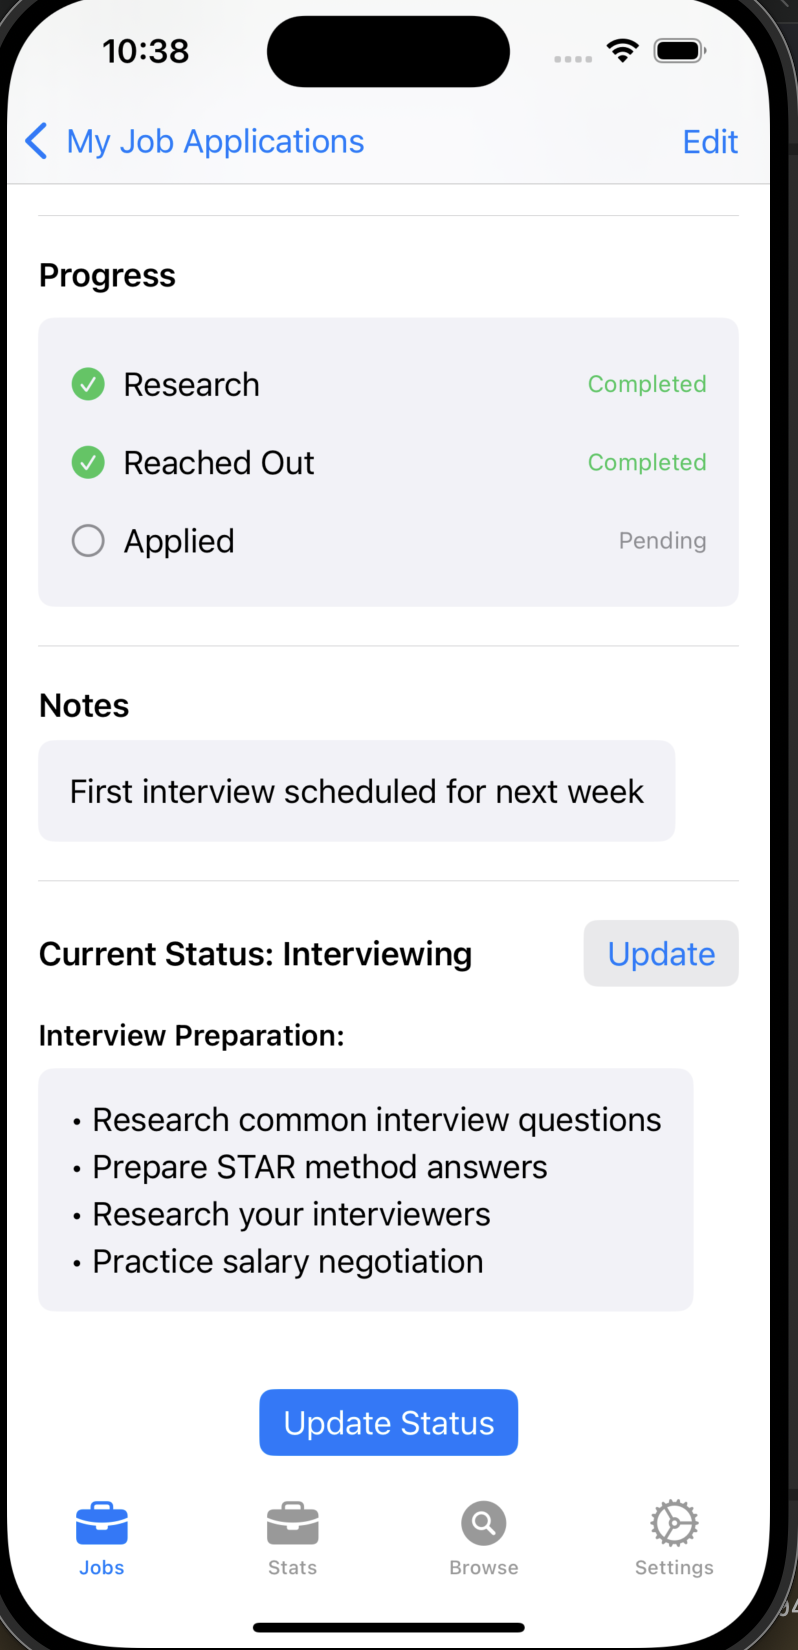 10:38
My Job Applications Edit
Progress
Research Completed
Reached Out Completed
Applied Pending
Notes
First interview scheduled for next week
Current Status: Interviewing Update
Interview Preparation:
• Research common interview questions
• Prepare STAR method answers
• Research your interviewers
• Practice salary negotiation
Update Status
Jobs Stats Browse Settings